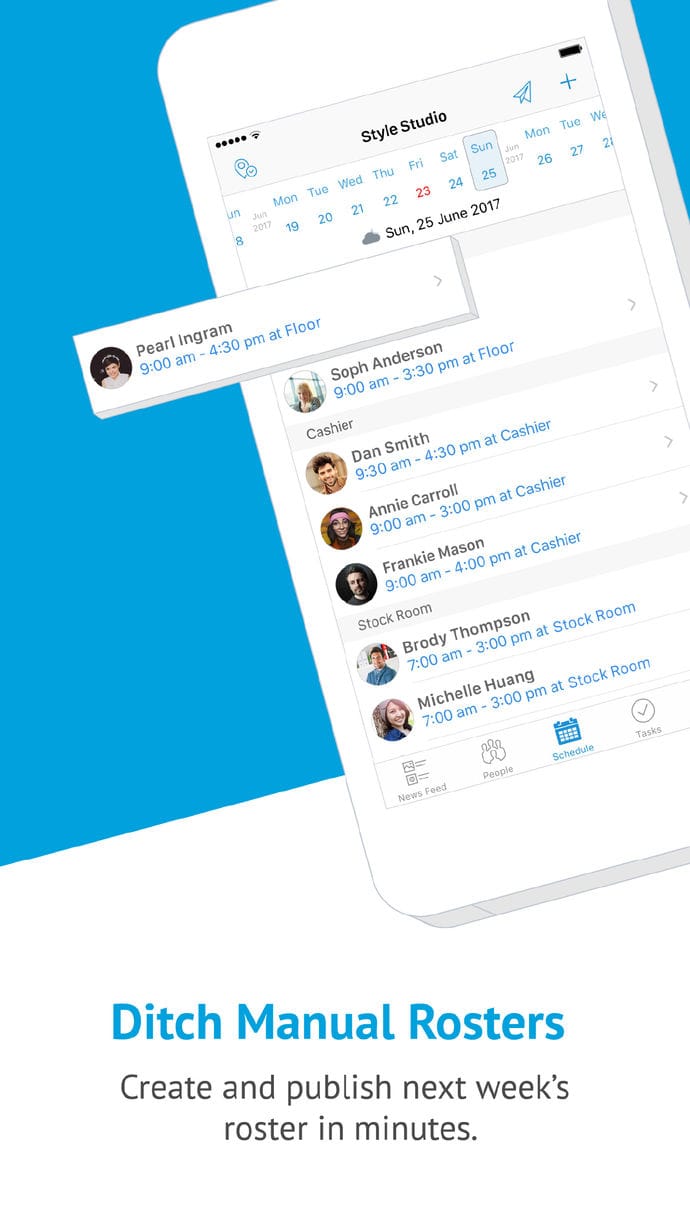 Style Studio
un
8
Jun
2017
Mon
19
Tue
20
Wed
21
Thu
22
Fri
23
Sat
24
Sun
25
Jun
2017
Mon
26
Tue
27
We
Sun, 25 June 2017
Pearl Ingram
9:00 am - 4:30 pm at Floor
Soph Anderson
9:00 am - 3:30 pm at Floor
Cashier
Dan Smith
9:30 am - 4:30 pm at Cashier
Annie Carroll
9:00 am - 3:00 pm at Cashier
Frankie Mason
9:00 am - 4:00 pm at Cashier
Stock Room
Brody Thompson
7:00 am - 3:00 pm at Stock Room
Michelle Huang
7:00 am - 3:00 pm at Stock Room
News Feed
People
Schedule
Tasks
Ditch Manual Rosters
Create and publish next week's
roster in minutes.